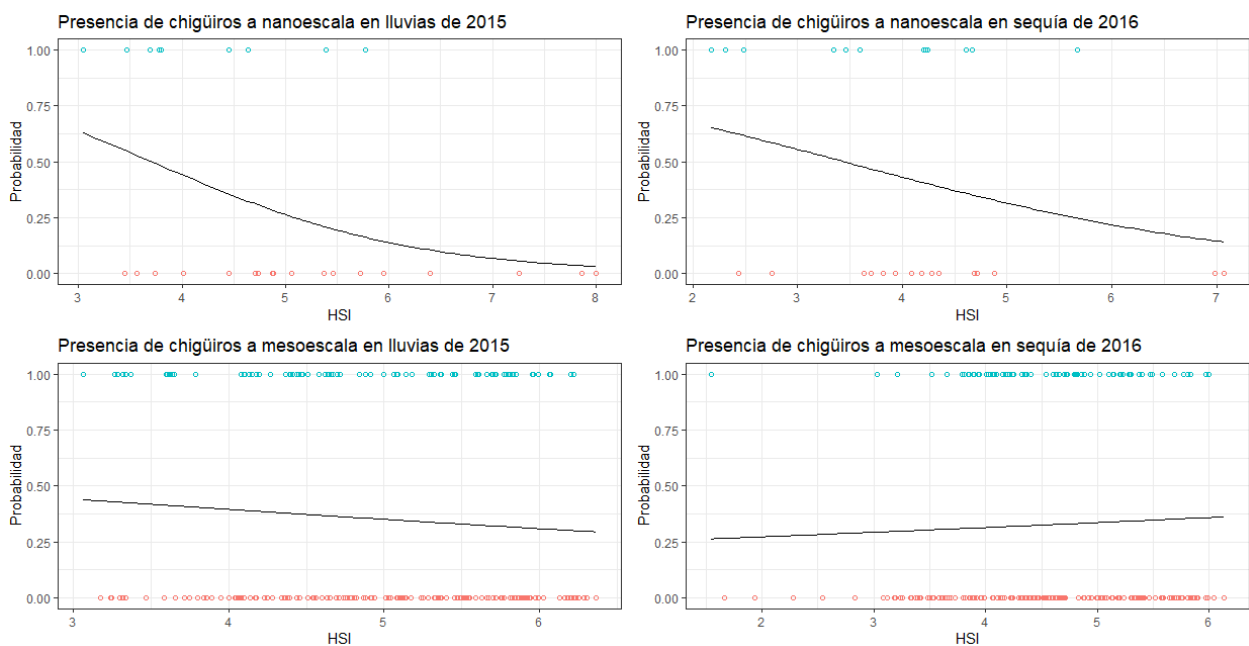 Presencia de chigüiros a nanoescala en lluvias de 2015
1.00
0.75
0.50
0.25
0.00
Probabilidad
3 4 5 6 7 8
HSI
Presencia de chigüiros a nanoescala en sequía de 2016
1.00
0.75
0.50
0.25
0.00
Probabilidad
2 3 4 5 6 7
HSI
Presencia de chigüiros a mesoescala en lluvias de 2015
1.00
0.75
0.50
0.25
0.00
Probabilidad
3 4 5 6
HSI
Presencia de chigüiros a mesoescala en sequía de 2016
1.00
0.75
0.50
0.25
0.00
Probabilidad
2 3 4 5 6
HSI